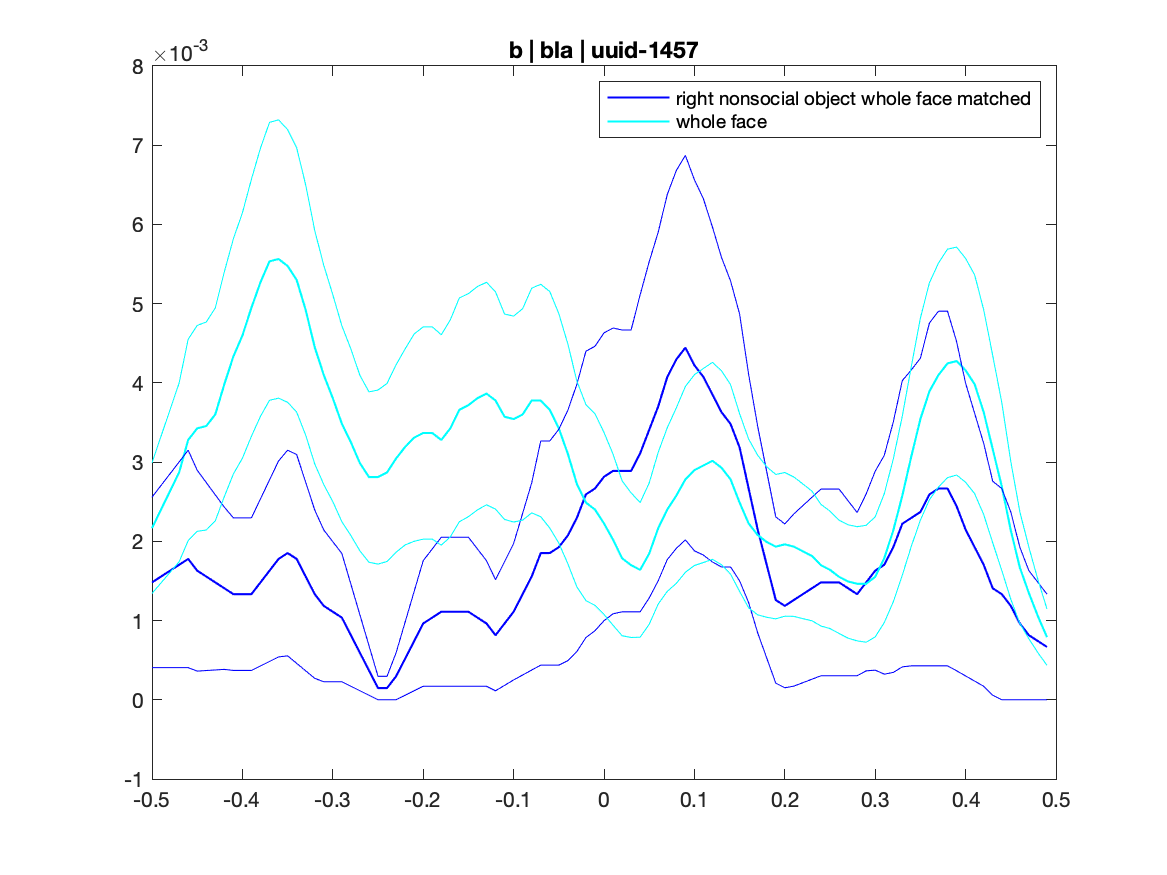 b | bla | uuid-1457
×10^-3
right nonsocial object whole face matched
whole face
8
7
6
5
4
3
2
1
0
-1
-0.5 -0.4 -0.3 -0.2 -0.1 0 0.1 0.2 0.3 0.4 0.5